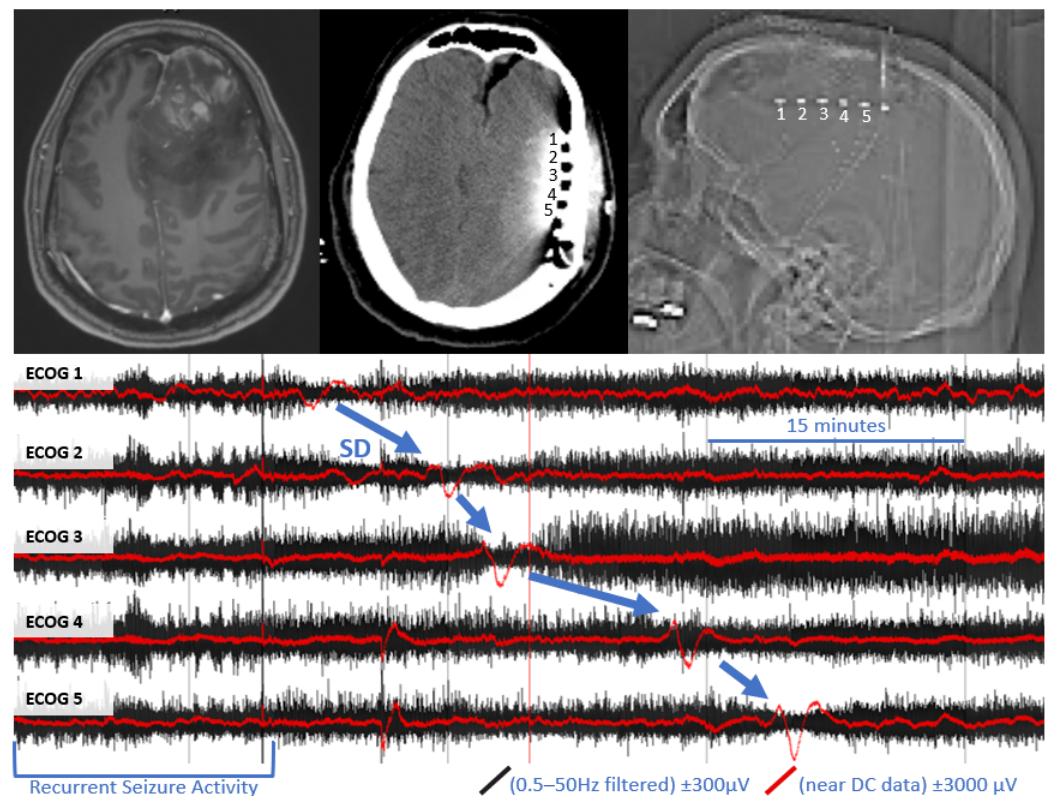 1
2
3
4
5
1 2 3 4 5
ECOG 1
15 minutes
SD
ECOG 2
ECOG 3
ECOG 4
ECOG 5
Recurrent Seizure Activity
(0.5–50Hz filtered) ±300µV
(near DC data) ±3000 µV